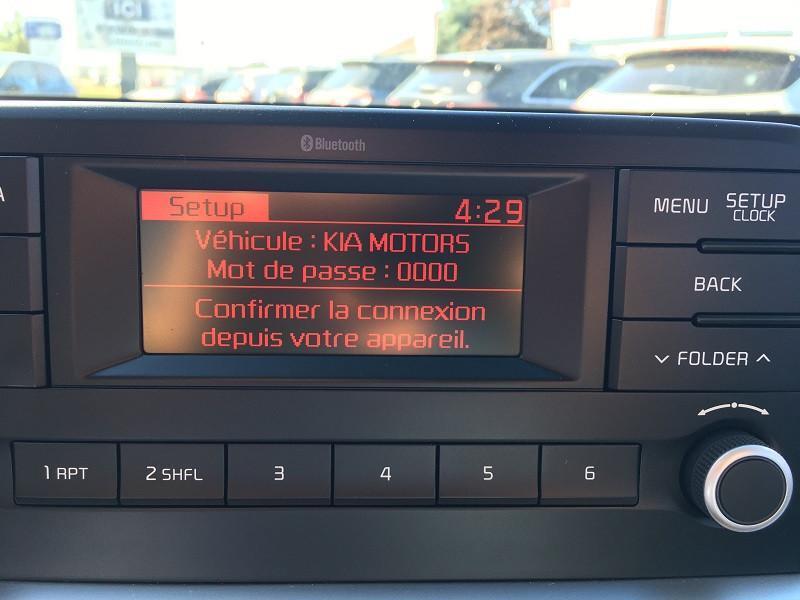 Bluetooth
Setup 4:29
Véhicule : KIA MOTORS
Mot de passe : 0000
Confirmer la connexion
depuis votre appareil.
A
MENU SETUP
CLOCK
BACK
FOLDER
1 RPT 2 SHFL 3 4 5 6